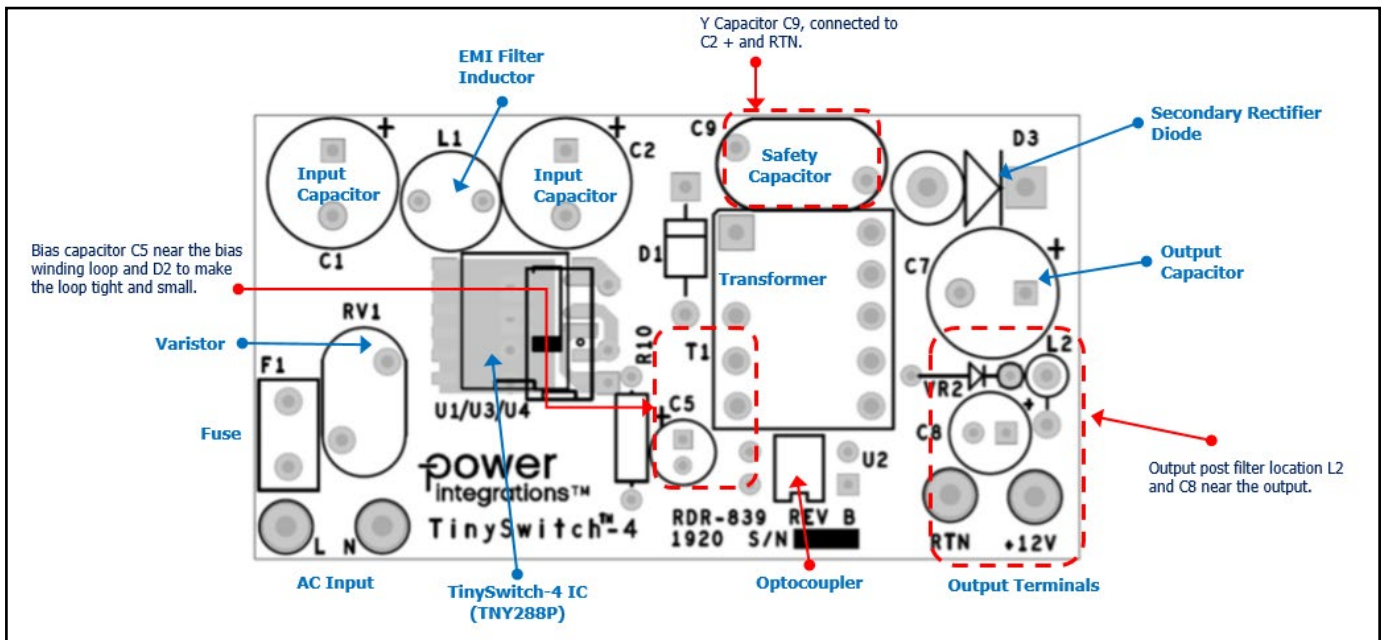 Y Capacitor C9, connected to
C2 + and RTN.
EMI Filter
Inductor
Secondary Rectifier
Diode
C9
D3
L1
C2
Safety
Capacitor
Input
Capacitor
Input
Capacitor
+
+
Bias capacitor C5 near the bias
winding loop and D2 to make
the loop tight and small.
C1
D1
Transformer
C7
+
Output
Capacitor
RV1
Varistor
F1
R10
T1
L2
VR2
U1/U3/U4
C5
+
C8
+
Fuse
U2
Output post filter location L2
and C8 near the output.
power
integrations™
TinySwitch™-4
RDR-839 REV B
1920 S/N
L N
RTN +12V
AC Input
TinySwitch-4 IC
(TNY288P)
Optocoupler
Output Terminals